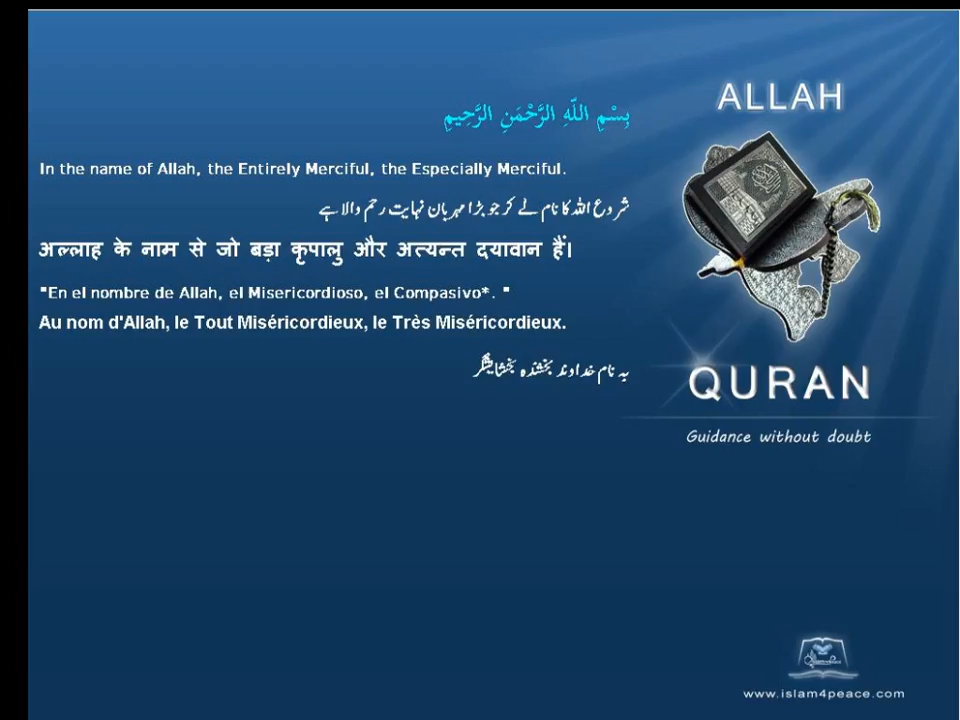 بِسْمِ اللَّهِ الرَّحْمَنِ الرَّحِيمِ
In the name of Allah, the Entirely Merciful, the Especially Merciful.
شروع الله کا نام لے کر جو بڑا مہربان نہایت رحم والا ہے
अल्लाह के नाम से जो बड़ा कृपालु और अत्यन्त दयावान हैं।
"En el nombre de Allah, el Misericordioso, el Compasivo*. "
Au nom d'Allah, le Tout Miséricordieux, le Très Miséricordieux.
به نام خداوند بخشنده بخشایشگر
ALLAH
QURAN
Guidance without doubt
www.islam4peace.com